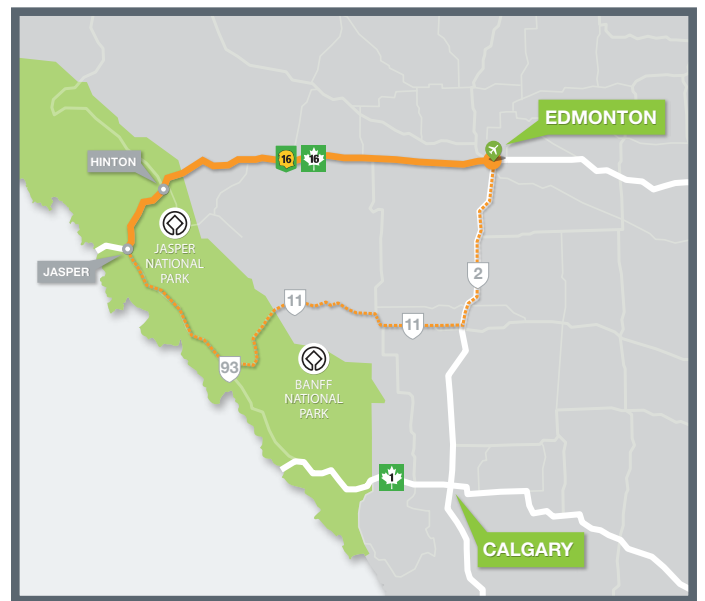 EDMONTON
HINTON
16
16
JASPER
NATIONAL
PARK
JASPER
2
11
11
93
BANFF
NATIONAL
PARK
1
CALGARY